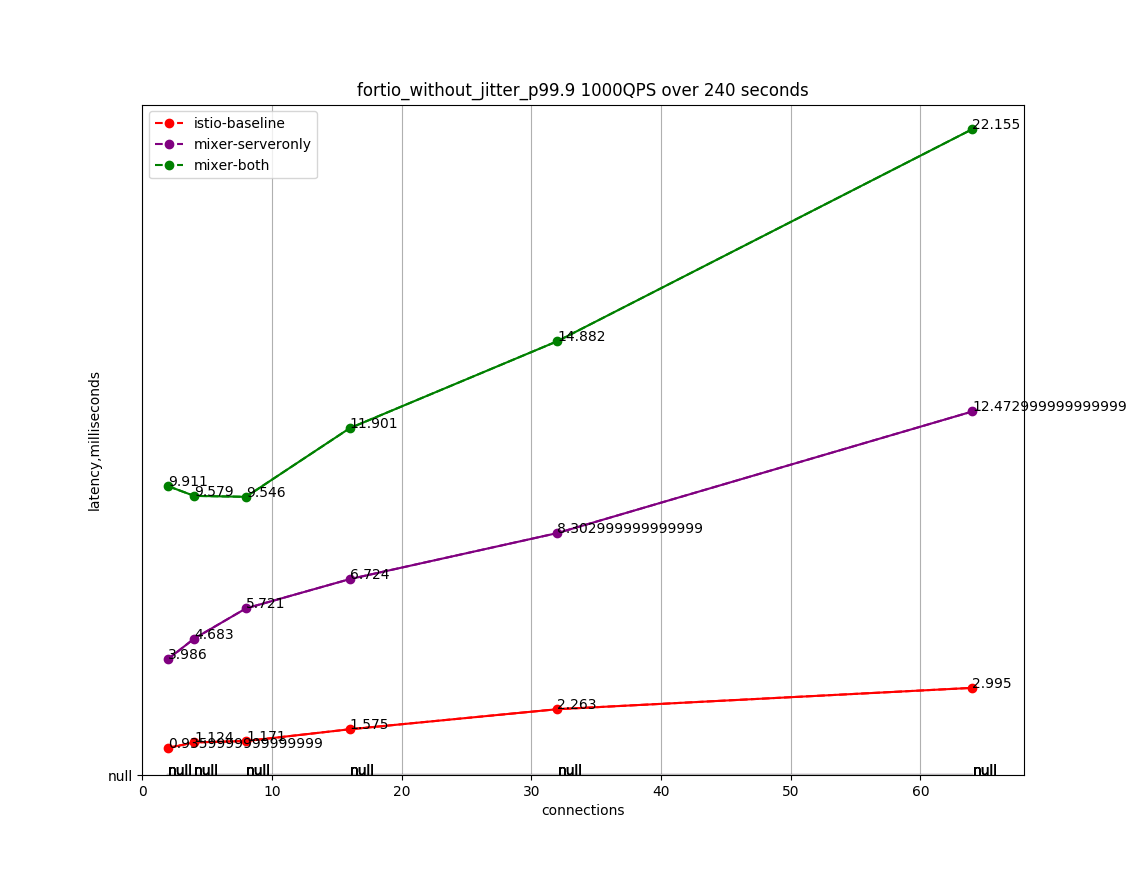 fortio_without_jitter_p99.9 1000QPS over 240 seconds
istio-baseline
mixer-serveronly
mixer-both
22.155
14.882
12.472999999999999
11.901
9.911
9.579
9.546
8.302999999999999
6.724
5.721
4.683
3.986
2.995
2.263
1.575
1.124
1.171
null null null null null null
null
0 10 20 30 40 50 60
connections
latency,milliseconds